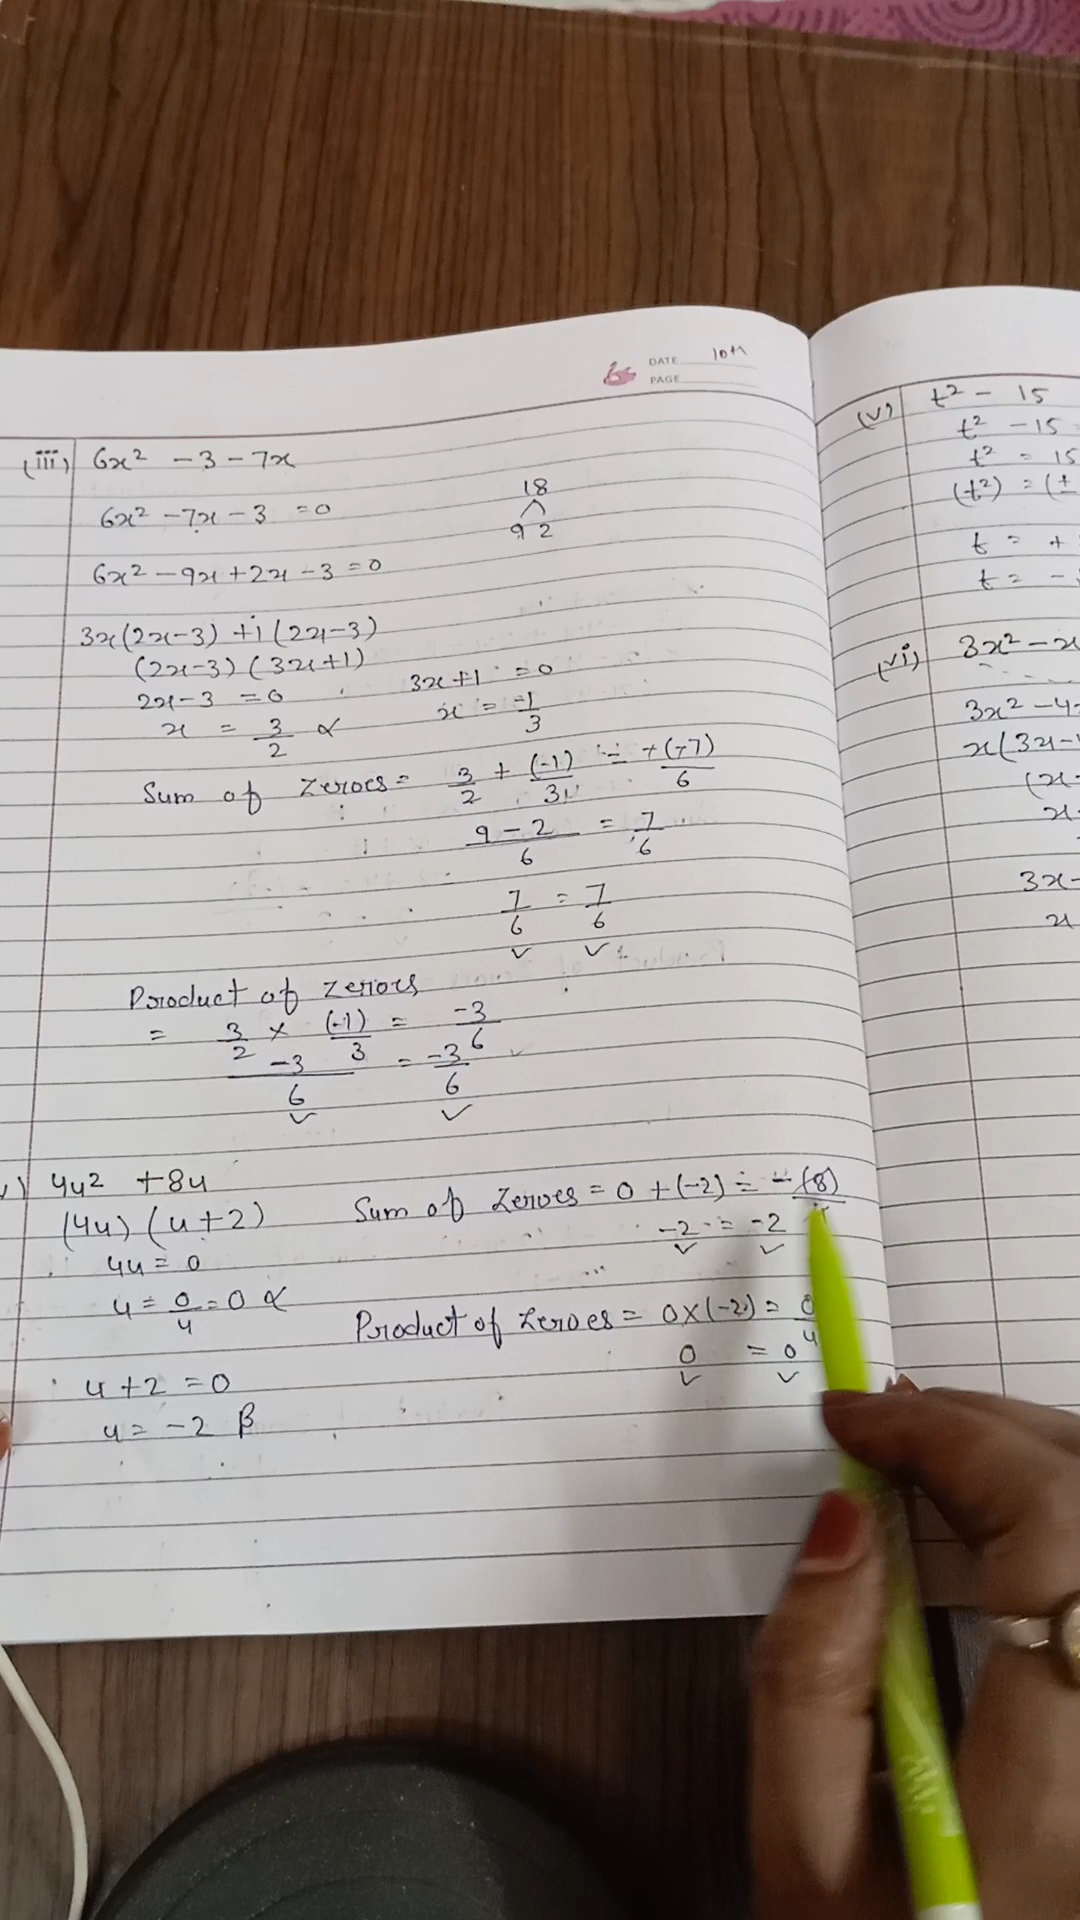 DATE 10th
PAGE
(iii) 6x² - 3 - 7x
6x² - 7x - 3 = 0
18
9 2
6x² - 9x + 2x - 3 = 0
3x(2x-3) + 1(2x-3)
(2x-3) (3x+1)
2x - 3 = 0
3x + 1 = 0
x = 3/2 α
x = -1/3
Sum of Zeroes = 3/2 + (-1)/3 = -(-7)/6
9 - 2/6 = 7/6
7/6 = 7/6
✓ ✓
Product of zeroes
= 3/2 × (-1)/3 = -3/6
-3/6 = -3/6
✓ ✓
4u² + 8u
(4u) (u+2)
4u = 0
u = 0/4 = 0 α
u + 2 = 0
u = -2 β
Sum of Zeroes = 0 + (-2) = -(8)
-2 = -2
✓ ✓
Product of Zeroes = 0×(-2) = 0/4
0 = 0
✓ ✓
(v) t² - 15
t² - 15
t² = 15
(t²) = (±
t = +
t = -
(vi) 3x² - x
3x² - 4
x(3x -
(x
x
3x -
x